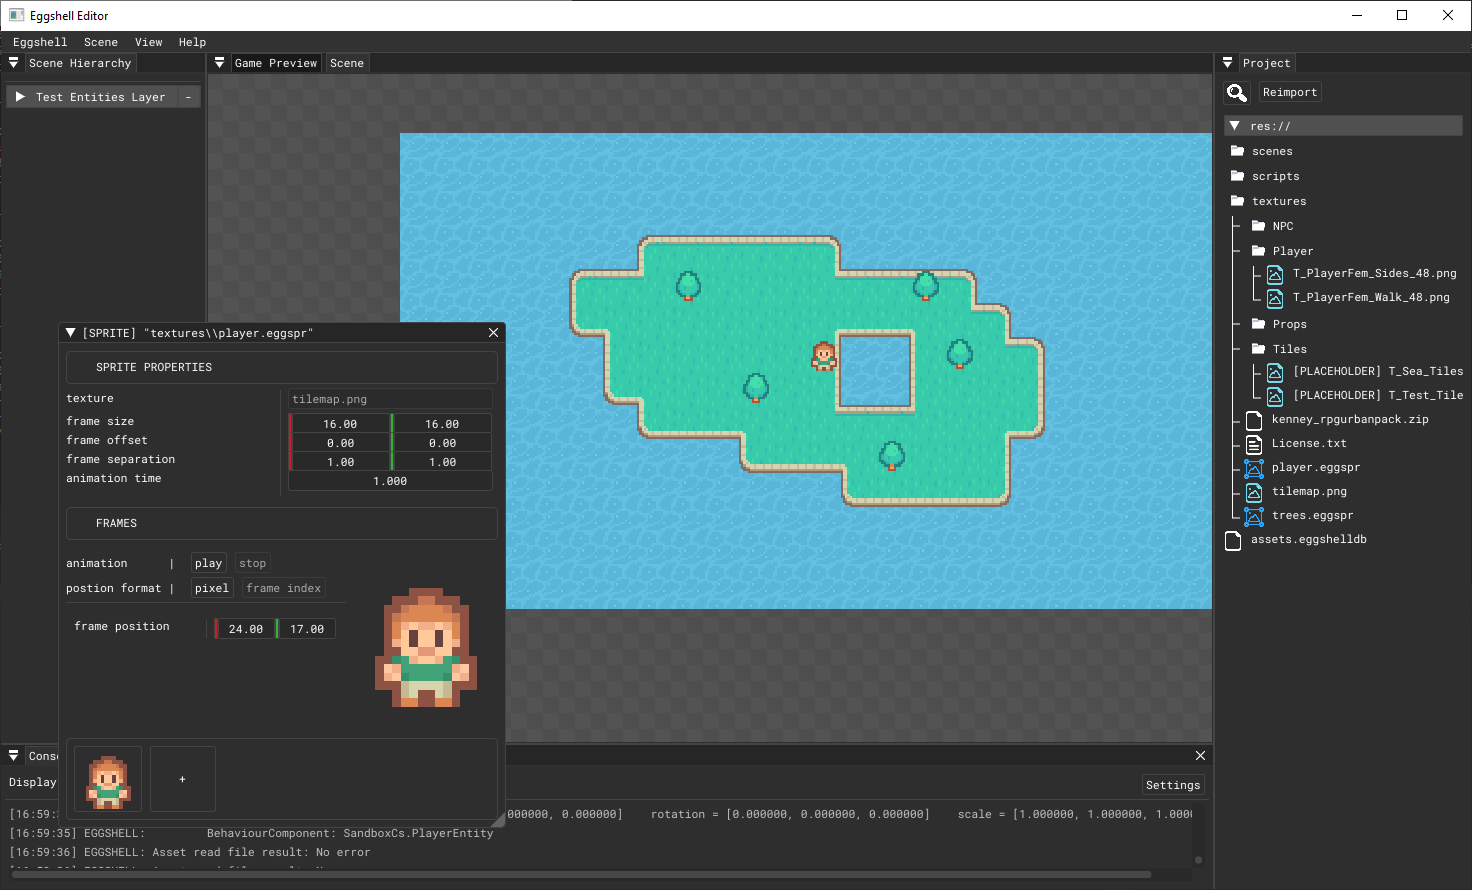 Eggshell Editor
Eggshell Scene View Help
Scene Hierarchy
Test Entities Layer -
Game Preview Scene
Project
Reimport
res://
scenes
scripts
textures
NPC
Player
T_PlayerFem_Sides_48.png
T_PlayerFem_Walk_48.png
Props
Tiles
[PLACEHOLDER] T_Sea_Tiles
[PLACEHOLDER] T_Test_Tile
kenney_rpgurbanpack.zip
License.txt
player.eggspr
tilemap.png
trees.eggspr
assets.eggshelldb
[SPRITE] "textures\\player.eggspr"
SPRITE PROPERTIES
texture tilemap.png
frame size 16.00 16.00
frame offset 0.00 0.00
frame separation 1.00 1.00
animation time 1.000
FRAMES
animation | play stop
postion format | pixel frame index
frame position 24.00 17.00
+
Cons
Display
Settings
[16:59: 000000, 0.000000] rotation = [0.000000, 0.000000, 0.000000] scale = [1.000000, 1.000000, 1.0000
[16:59:35] EGGSHELL: BehaviourComponent: SandboxCs.PlayerEntity
[16:59:36] EGGSHELL: Asset read file result: No error